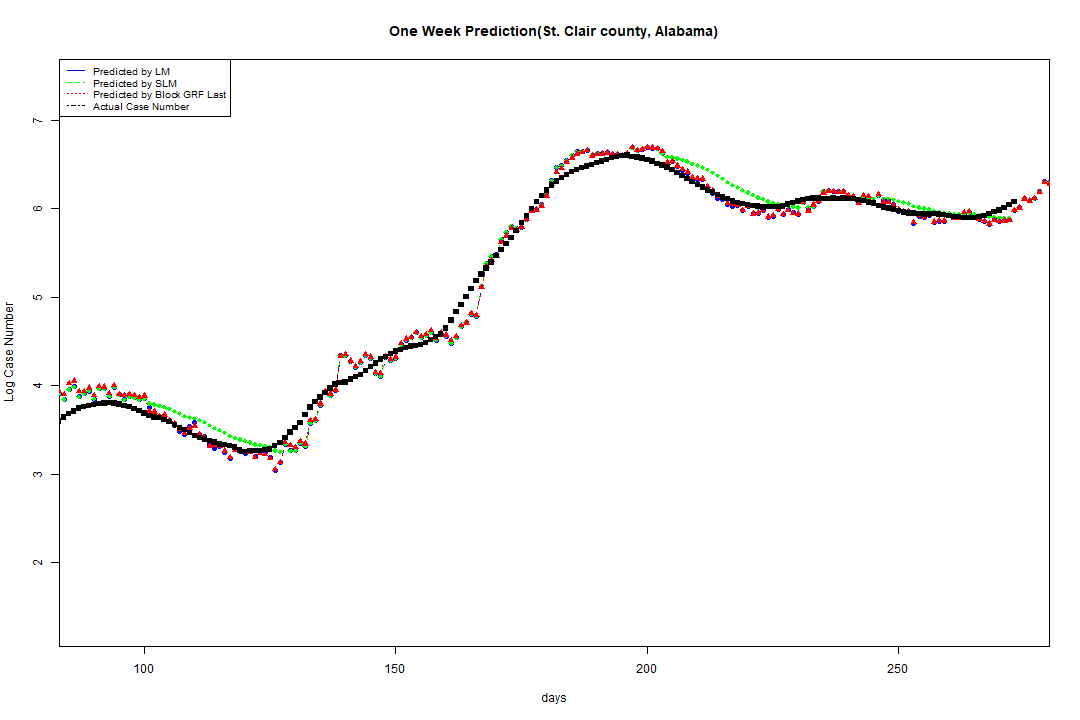 One Week Prediction(St. Clair county, Alabama)
Predicted by LM
Predicted by SLM
Predicted by Block GRF Last
Actual Case Number
7
6
5
4
3
2
Log Case Number
100 150 200 250
days